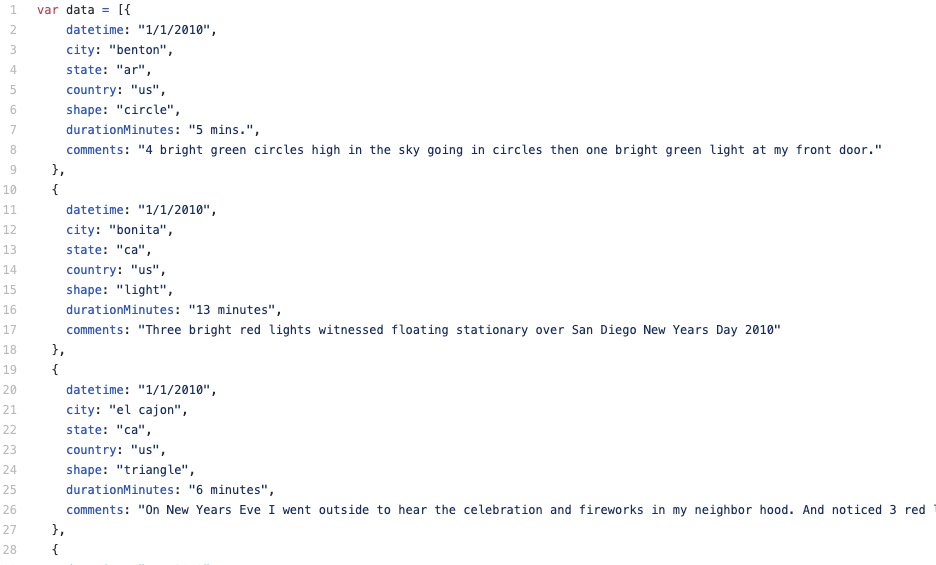 1 var data = [{
2 datetime: "1/1/2010",
3 city: "benton",
4 state: "ar",
5 country: "us",
6 shape: "circle",
7 durationMinutes: "5 mins.",
8 comments: "4 bright green circles high in the sky going in circles then one bright green light at my front door."
9 },
10 {
11 datetime: "1/1/2010",
12 city: "bonita",
13 state: "ca",
14 country: "us",
15 shape: "light",
16 durationMinutes: "13 minutes",
17 comments: "Three bright red lights witnessed floating stationary over San Diego New Years Day 2010"
18 },
19 {
20 datetime: "1/1/2010",
21 city: "el cajon",
22 state: "ca",
23 country: "us",
24 shape: "triangle",
25 durationMinutes: "6 minutes",
26 comments: "On New Years Eve I went outside to hear the celebration and fireworks in my neighbor hood. And noticed 3 red
27 },
28 {